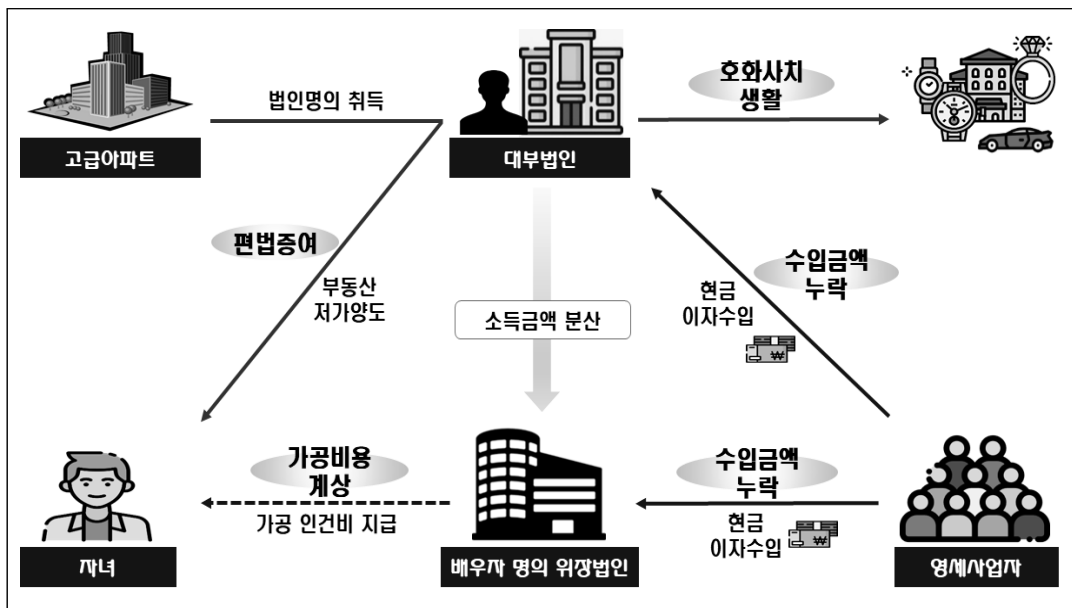 법인명의 취득
호화사치
생활
고급아파트
대부법인
편법증여
수입금액
누락
부동산
저가양도
현금
이자수입
소득금액 분산
₩
가공비용
계상
수입금액
누락
가공 인건비 지급
현금
이자수입
₩
자녀
배우자 명의 위장법인
영세사업자